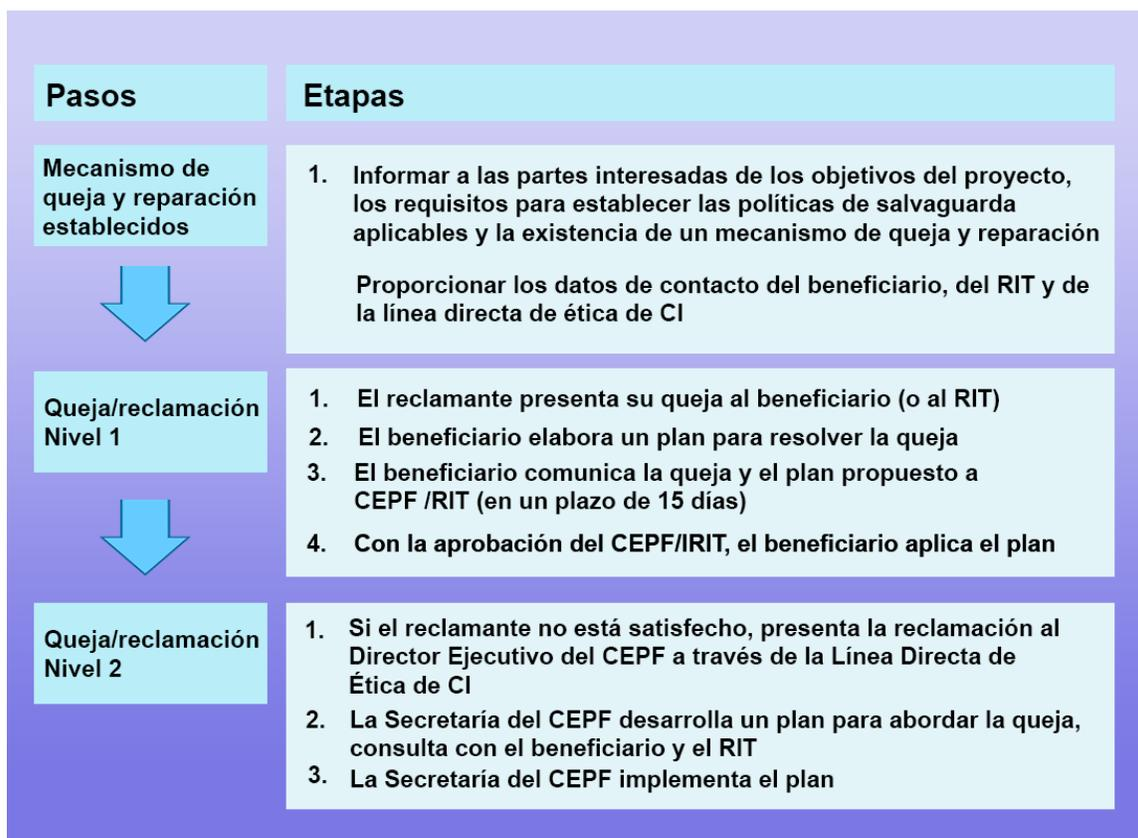 Pasos
Etapas
Mecanismo de
queja y reparación
establecidos
1. Informar a las partes interesadas de los objetivos del proyecto,
los requisitos para establecer las políticas de salvaguarda
aplicables y la existencia de un mecanismo de queja y reparación
Proporcionar los datos de contacto del beneficiario, del RIT y de
la línea directa de ética de CI
Queja/reclamación
Nivel 1
1. El reclamante presenta su queja al beneficiario (o al RIT)
2. El beneficiario elabora un plan para resolver la queja
3. El beneficiario comunica la queja y el plan propuesto a
CEPF /RIT (en un plazo de 15 días)
4. Con la aprobación del CEPF/IRIT, el beneficiario aplica el plan
Queja/reclamación
Nivel 2
1. Si el reclamante no está satisfecho, presenta la reclamación al
Director Ejecutivo del CEPF a través de la Línea Directa de
Ética de CI
2. La Secretaría del CEPF desarrolla un plan para abordar la queja,
consulta con el beneficiario y el RIT
3. La Secretaría del CEPF implementa el plan